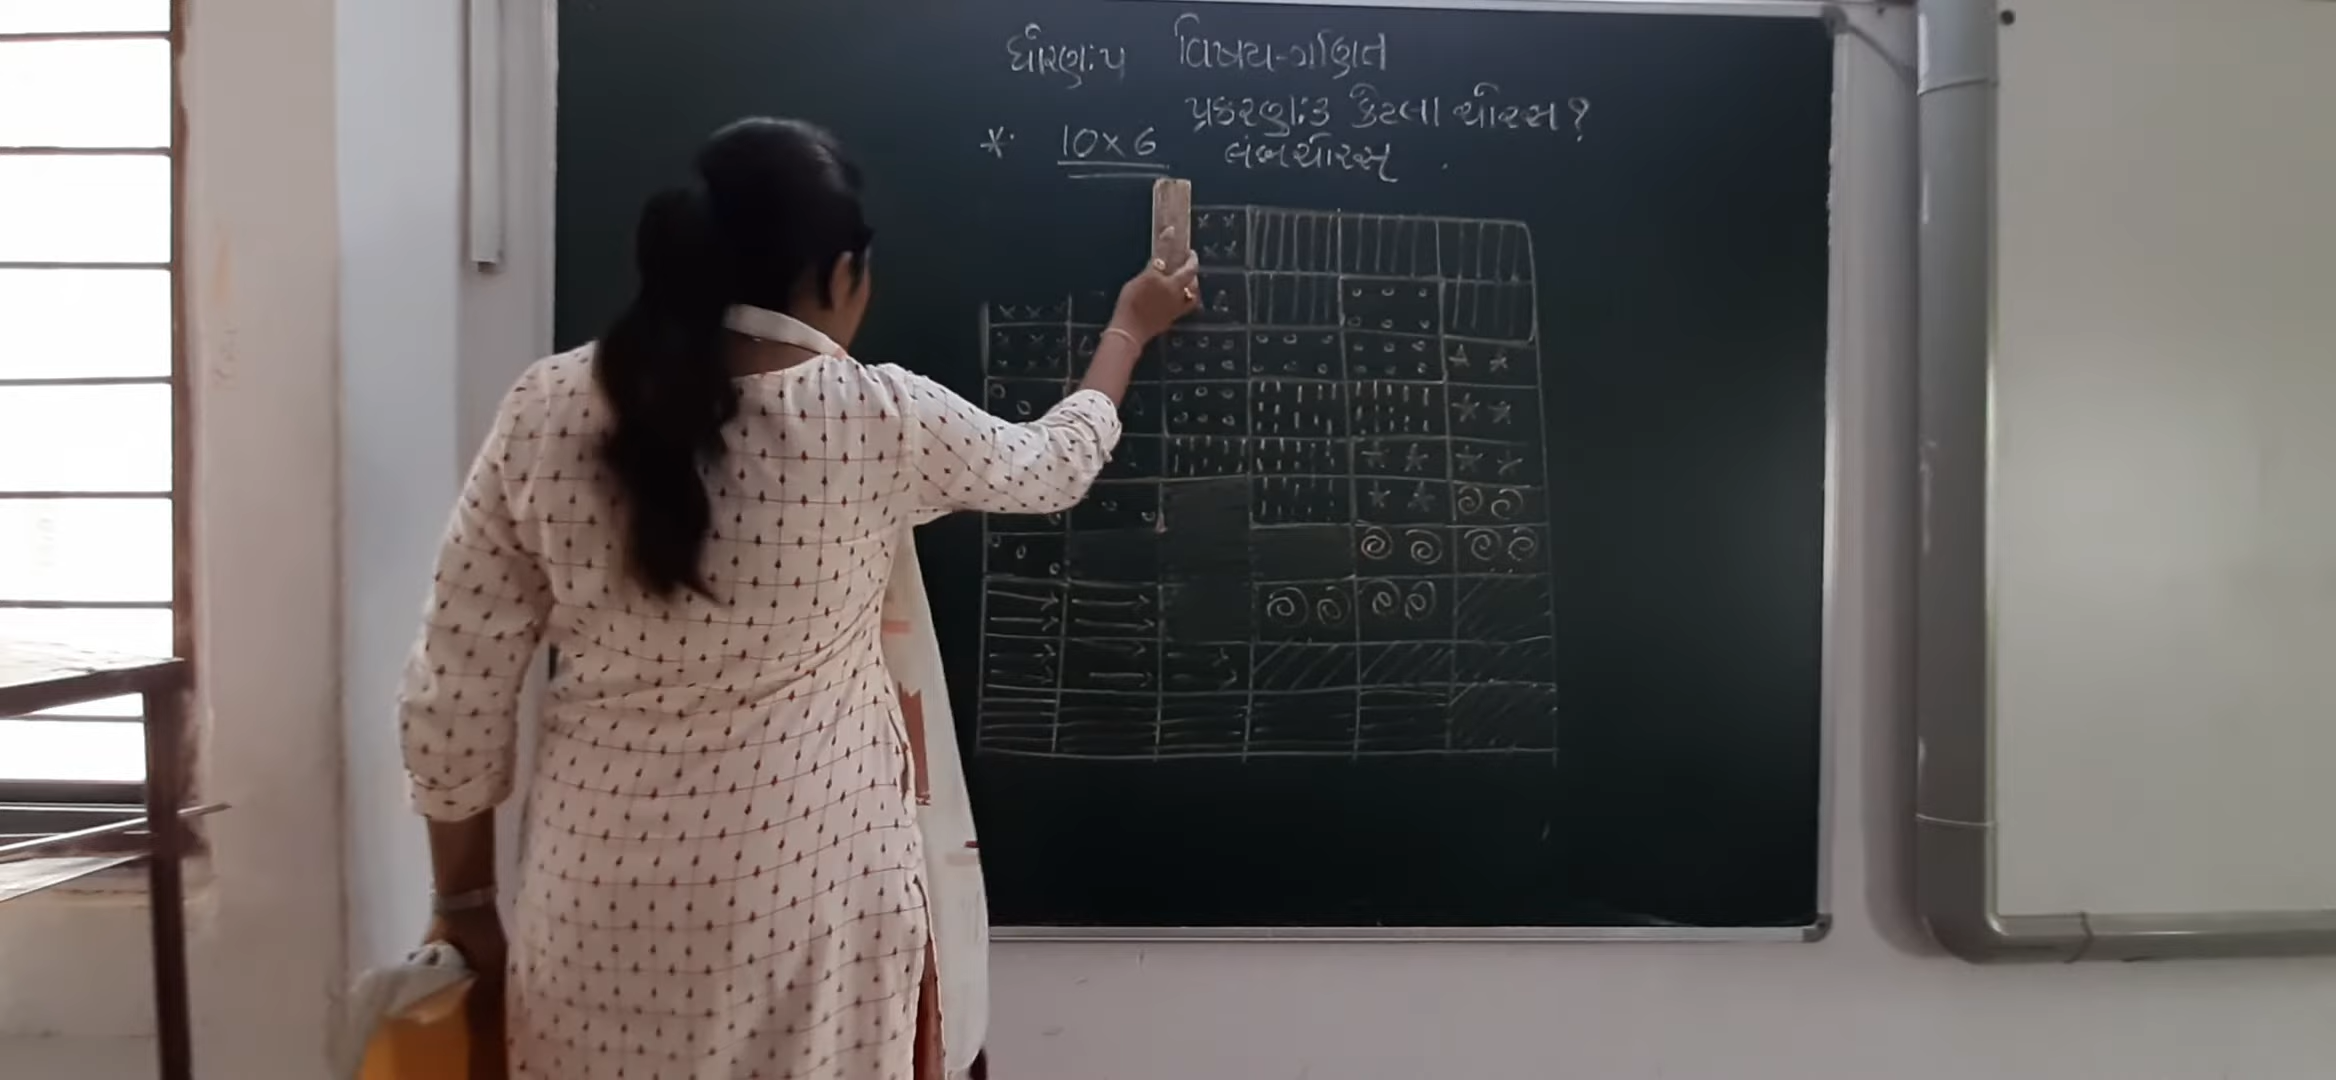 ધોરણ:૫ વિષય-ગણિત
પ્રકરણ:૩ કેટલા ચોરસ?
* 10×6 લંબચોરસ